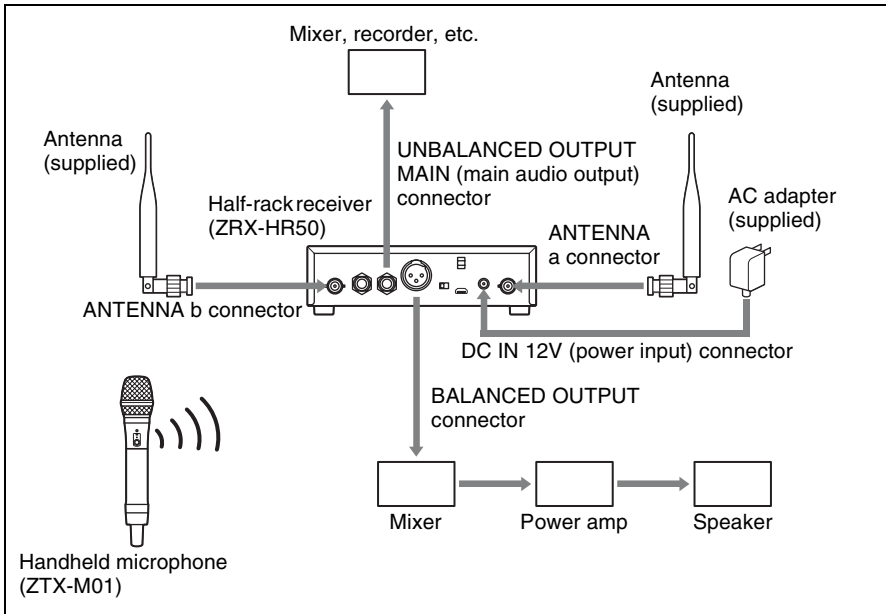 Mixer, recorder, etc.
Antenna
(supplied)
Antenna
(supplied)
UNBALANCED OUTPUT
MAIN (main audio output)
connector
AC adapter
(supplied)
Half-rack receiver
(ZRX-HR50)
ANTENNA
a connector
ANTENNA b connector
DC IN 12V (power input) connector
BALANCED OUTPUT
connector
Mixer
Power amp
Speaker
Handheld microphone
(ZTX-M01)